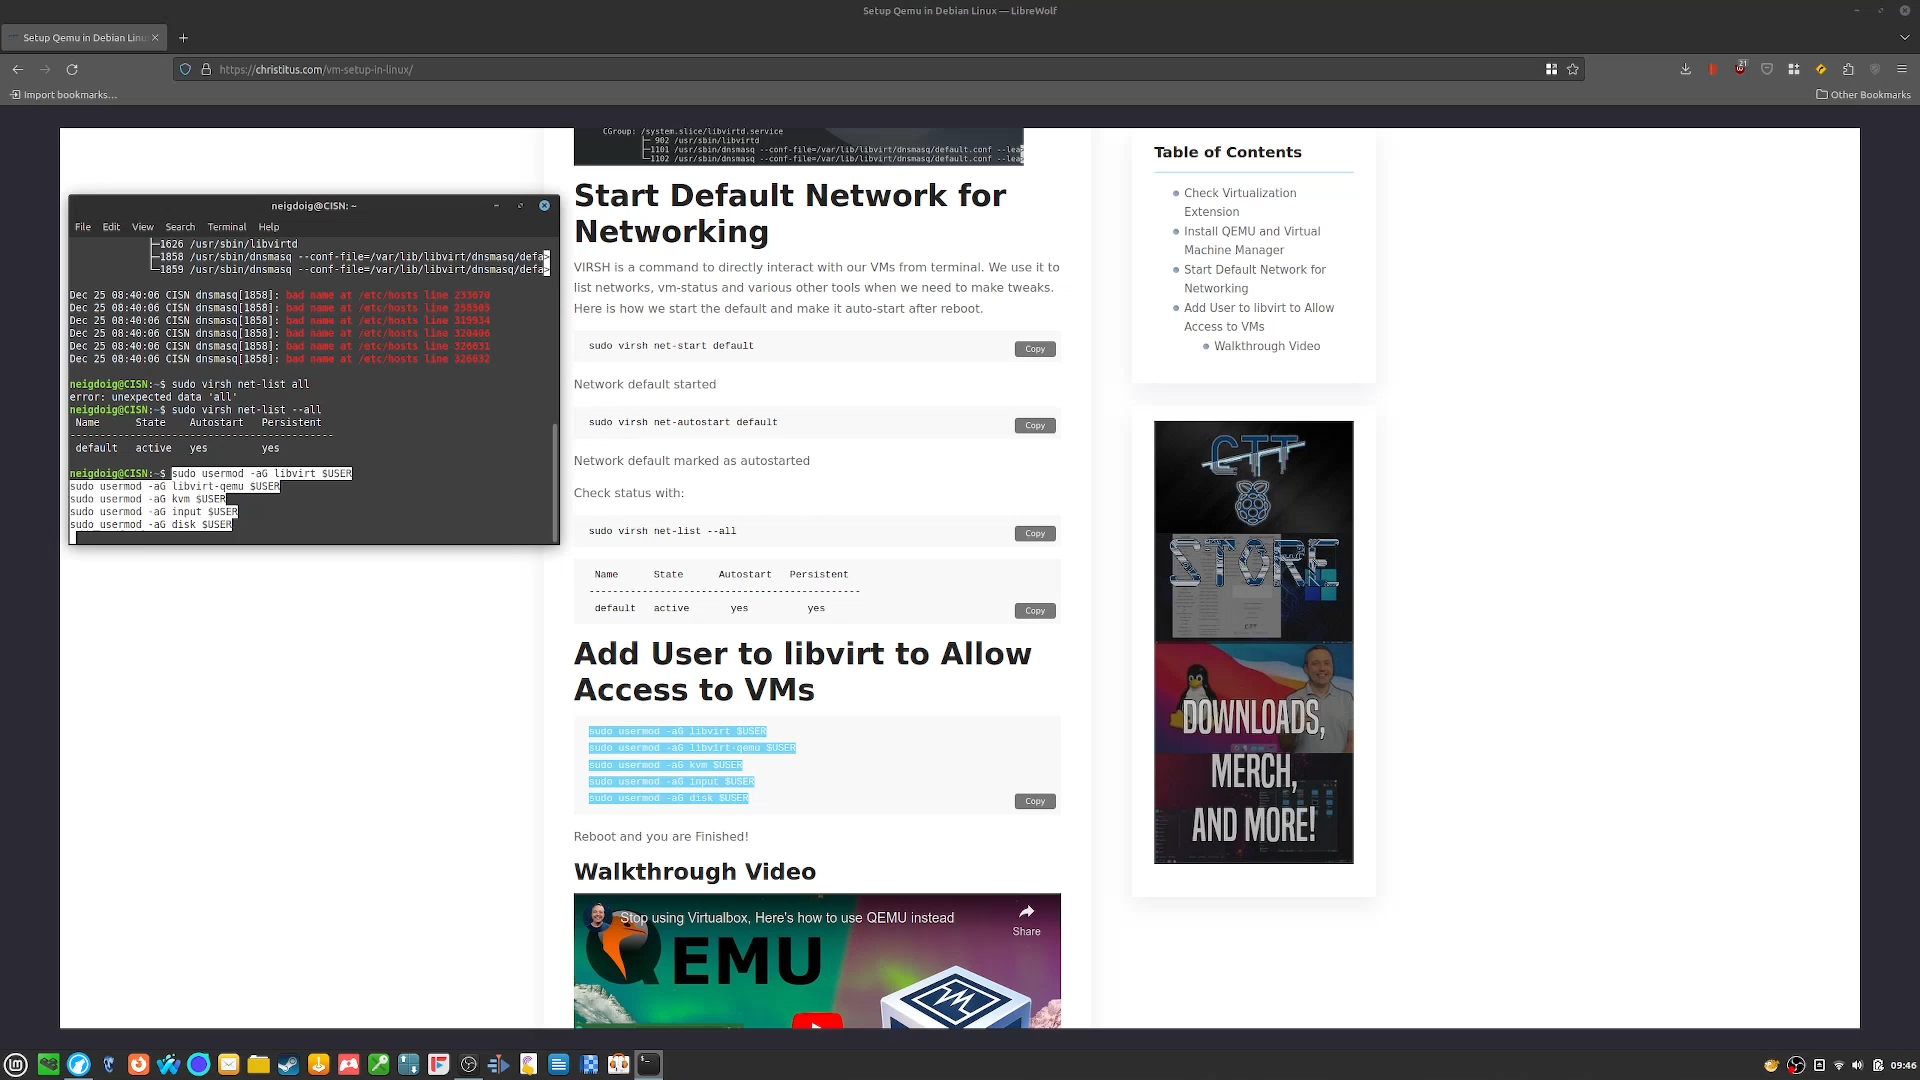 Setup Qemu in Debian Linux — LibreWolf
Setup Qemu in Debian Linu
https://christitus.com/vm-setup-in-linux/
21
Import bookmarks...
Other Bookmarks
CGroup: /system.slice/libvirtd.service
├─ 902 /usr/sbin/libvirtd
├─1101 /usr/sbin/dnsmasq --conf-file=/var/lib/libvirt/dnsmasq/default.conf --lea>
└─1102 /usr/sbin/dnsmasq --conf-file=/var/lib/libvirt/dnsmasq/default.conf --lea>
Start Default Network for
Networking
VIRSH is a command to directly interact with our VMs from terminal. We use it to
list networks, vm-status and various other tools when we need to make tweaks.
Here is how we start the default and make it auto-start after reboot.
sudo virsh net-start default
Copy
Network default started
sudo virsh net-autostart default
Copy
Network default marked as autostarted
Check status with:
sudo virsh net-list --all
Copy
Name State Autostart Persistent
----------------------------------------------
default active yes yes
Copy
Add User to libvirt to Allow
Access to VMs
sudo usermod -aG libvirt $USER
sudo usermod -aG libvirt-qemu $USER
sudo usermod -aG kvm $USER
sudo usermod -aG input $USER
sudo usermod -aG disk $USER
Copy
Reboot and you are Finished!
Walkthrough Video
Stop using Virtualbox, Here's how to use QEMU instead
Share
QEMU
Table of Contents
Check Virtualization
Extension
Install QEMU and Virtual
Machine Manager
Start Default Network for
Networking
Add User to libvirt to Allow
Access to VMs
Walkthrough Video
CTT
STORE
CTT
DOWNLOADS,
MERCH,
AND MORE!
neigdoig@CISN: ~
File Edit View Search Terminal Help
├─1626 /usr/sbin/libvirtd
├─1858 /usr/sbin/dnsmasq --conf-file=/var/lib/libvirt/dnsmasq/defa>
└─1859 /usr/sbin/dnsmasq --conf-file=/var/lib/libvirt/dnsmasq/defa>
Dec 25 08:40:06 CISN dnsmasq[1858]: bad name at /etc/hosts line 233670
Dec 25 08:40:06 CISN dnsmasq[1858]: bad name at /etc/hosts line 258505
Dec 25 08:40:06 CISN dnsmasq[1858]: bad name at /etc/hosts line 319934
Dec 25 08:40:06 CISN dnsmasq[1858]: bad name at /etc/hosts line 320406
Dec 25 08:40:06 CISN dnsmasq[1858]: bad name at /etc/hosts line 326631
Dec 25 08:40:06 CISN dnsmasq[1858]: bad name at /etc/hosts line 326632
neigdoig@CISN:~$ sudo virsh net-list all
error: unexpected data 'all'
neigdoig@CISN:~$ sudo virsh net-list --all
Name State Autostart Persistent
--------------------------------------------
default active yes yes
neigdoig@CISN:~$ sudo usermod -aG libvirt $USER
sudo usermod -aG libvirt-qemu $USER
sudo usermod -aG kvm $USER
sudo usermod -aG input $USER
sudo usermod -aG disk $USER
09:46